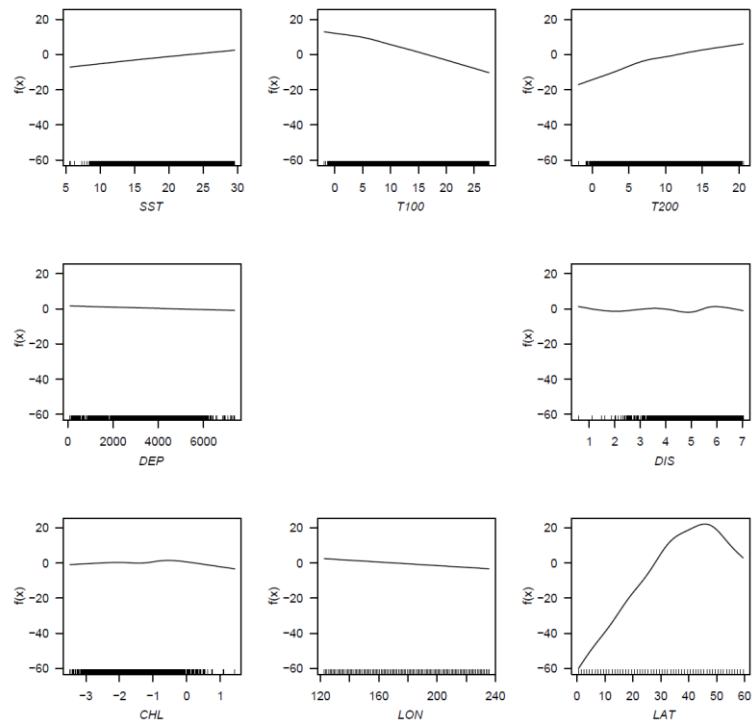 20
0
−20
−40
−60
f(x)
5 10 15 20 25 30
SST
20
0
−20
−40
−60
f(x)
0 5 10 15 20 25
T100
20
0
−20
−40
−60
f(x)
0 5 10 15 20
T200
20
0
−20
−40
−60
f(x)
0 2000 4000 6000
DEP
20
0
−20
−40
−60
f(x)
1 2 3 4 5 6 7
DIS
20
0
−20
−40
−60
f(x)
−3 −2 −1 0 1
CHL
20
0
−20
−40
−60
f(x)
120 160 200 240
LON
20
0
−20
−40
−60
f(x)
0 10 20 30 40 50 60
LAT